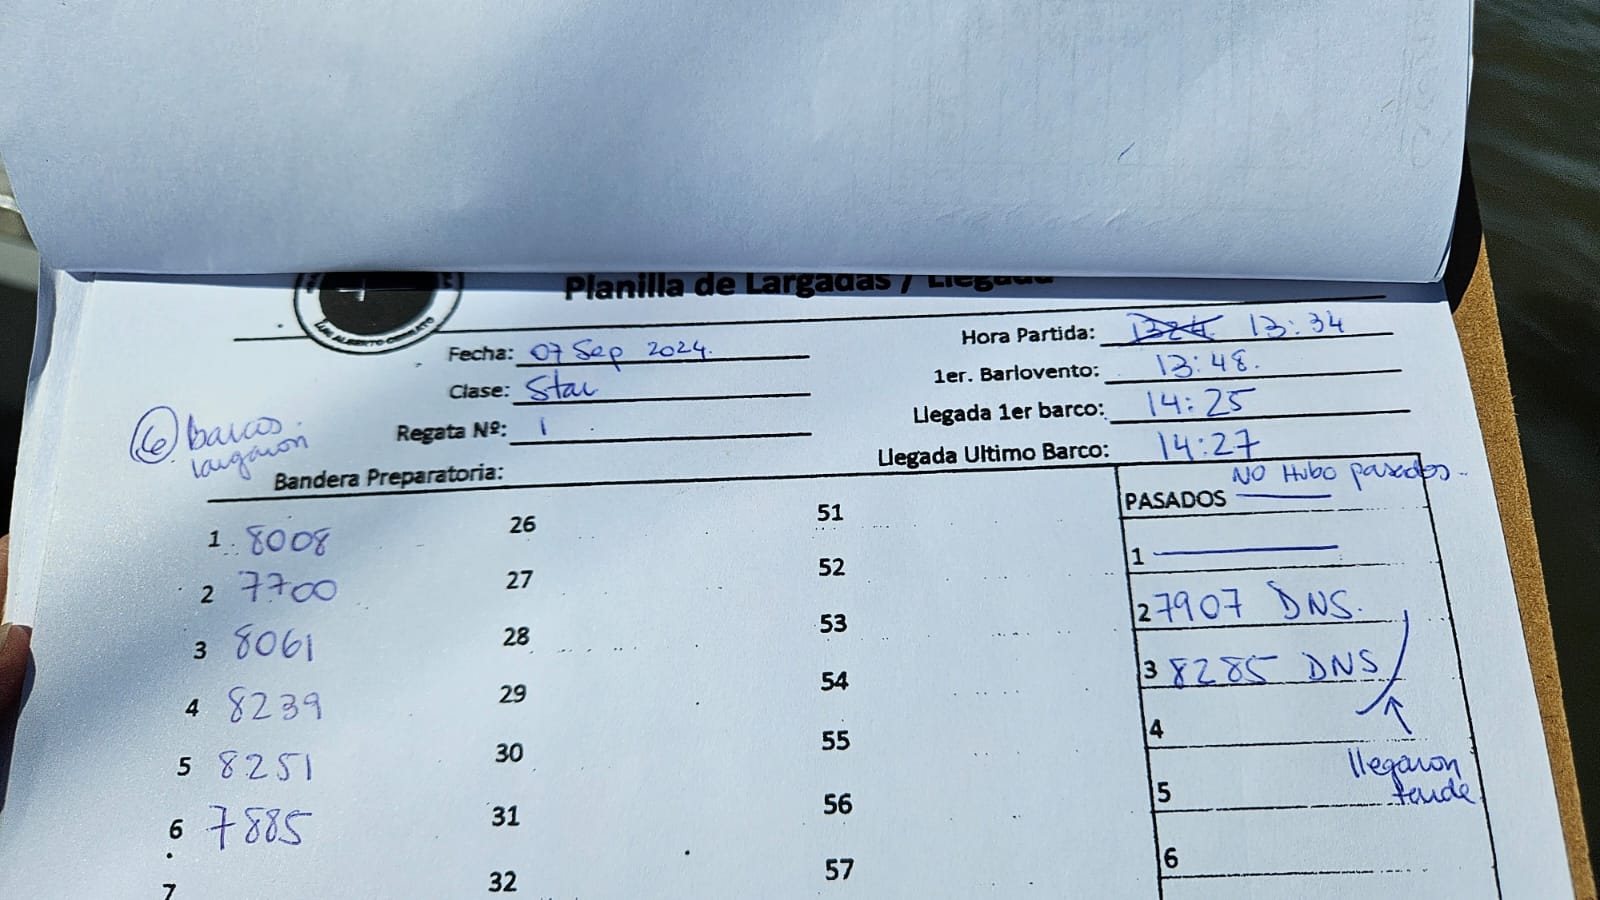 Planilla de Largadas / Llegada
LUIS ALBERTO
Fecha: 07 Sep 2024.
Clase: Star
Regata Nº: 1
Hora Partida: 1324 13:34
1er. Barlovento: 13:48.
Llegada 1er barco: 14:25
Llegada Ultimo Barco: 14:27
6 barcos
largaron
Bandera Preparatoria:
PASADOS NO Hubo pasados
1 8008
2 7700
3 8061
4 8239
5 8251
6 7885
7
26
27
28
29
30
31
32
51
52
53
54
55
56
57
1
2 7907 DNS.
3 8285 DNS
4
5
6
llegaron
tarde